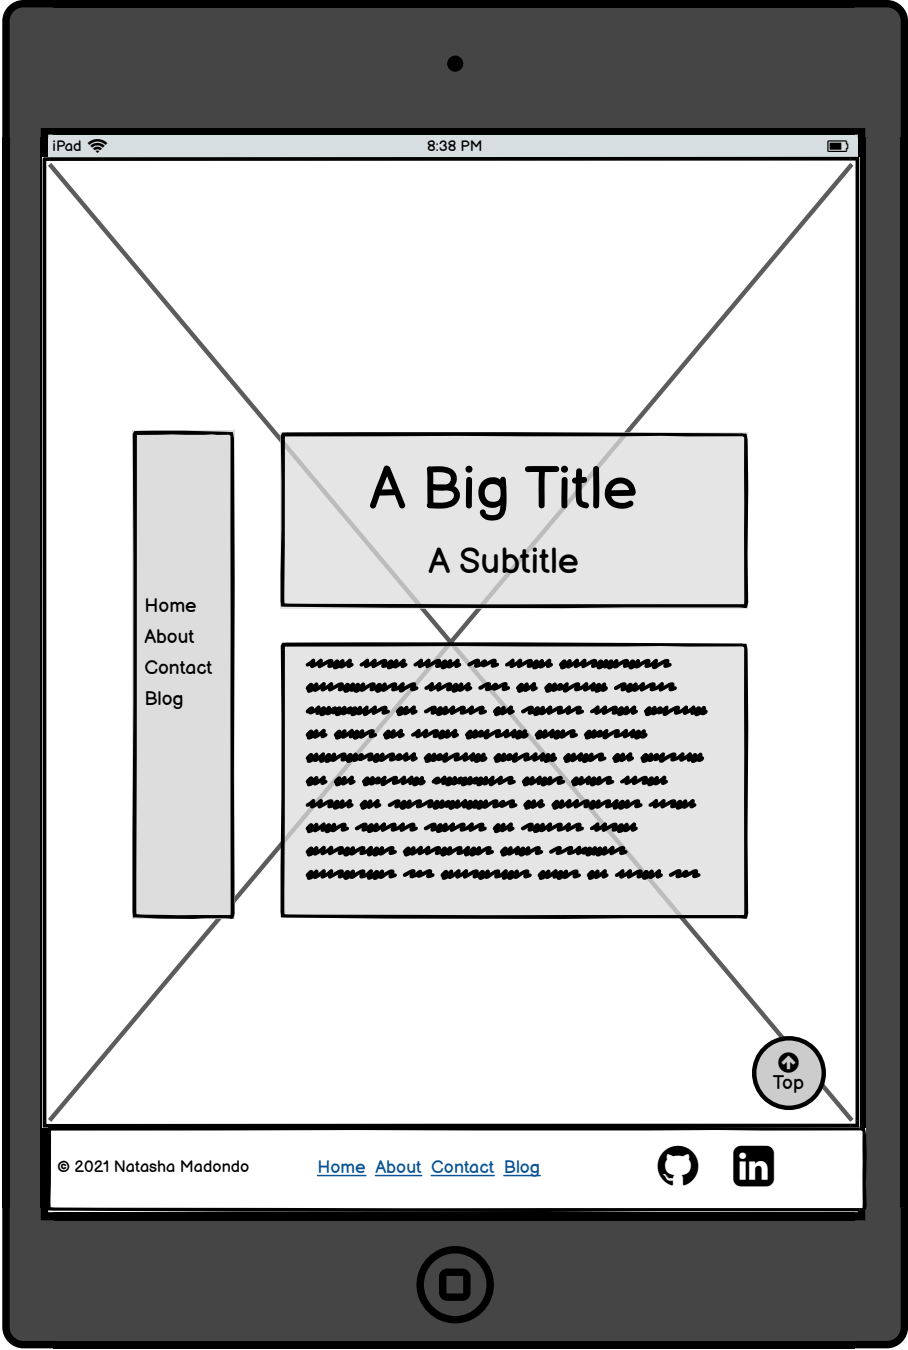 iPad 8:38 PM
A Big Title
A Subtitle
Home
About
Contact
Blog
Top
© 2021 Natasha Madondo Home About Contact Blog in